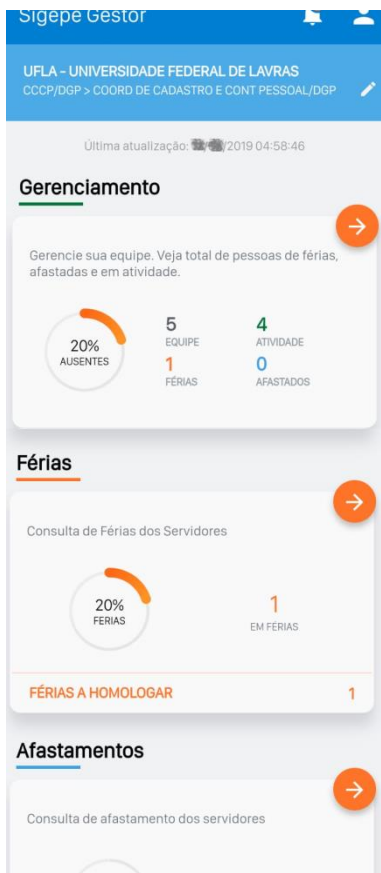 Sigepe Gestor
UFLA - UNIVERSIDADE FEDERAL DE LAVRAS
CCCP/DGP > COORD DE CADASTRO E CONT PESSOAL/DGP
Última atualização: /2019 04:58:46
Gerenciamento
Gerencie sua equipe. Veja total de pessoas de férias,
afastadas e em atividade.
20%
AUSENTES
5
EQUIPE
4
ATIVIDADE
1
FÉRIAS
0
AFASTADOS
Férias
Consulta de Férias dos Servidores
20%
FERIAS
1
EM FÉRIAS
FÉRIAS A HOMOLOGAR 1
Afastamentos
Consulta de afastamento dos servidores